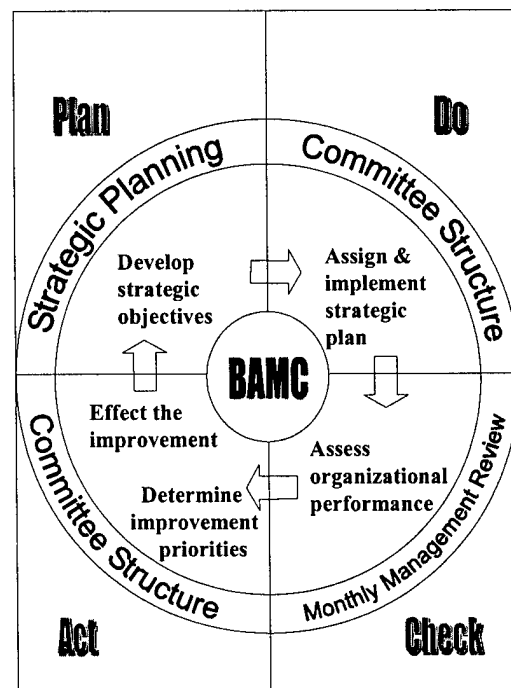 Plan
Do
Strategic Planning
Committee Structure
Develop
strategic
objectives
Assign &
implement
strategic
plan
BAMC
Effect the
improvement
Assess
organizational
performance
Determine
improvement
priorities
Committee Structure
Monthly Management Review
Act
Check